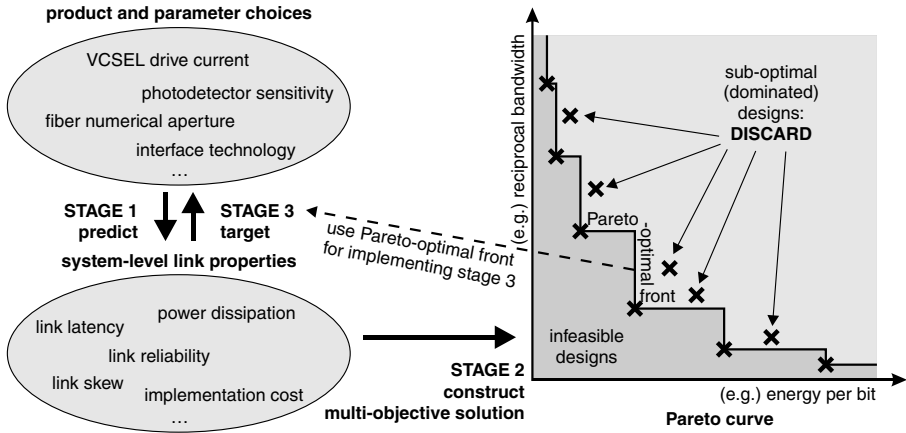 product and parameter choices
VCSEL drive current
photodetector sensitivity
fiber numerical aperture
interface technology
...
STAGE 1
predict
STAGE 3
target
system-level link properties
power dissipation
link latency
link reliability
link skew
implementation cost
...
use Pareto-optimal front
for implementing stage 3
STAGE 2
construct
multi-objective solution
(e.g.) reciprocal bandwidth
sub-optimal
(dominated)
designs:
DISCARD
Pareto
-optimal
front
infeasible
designs
(e.g.) energy per bit
Pareto curve